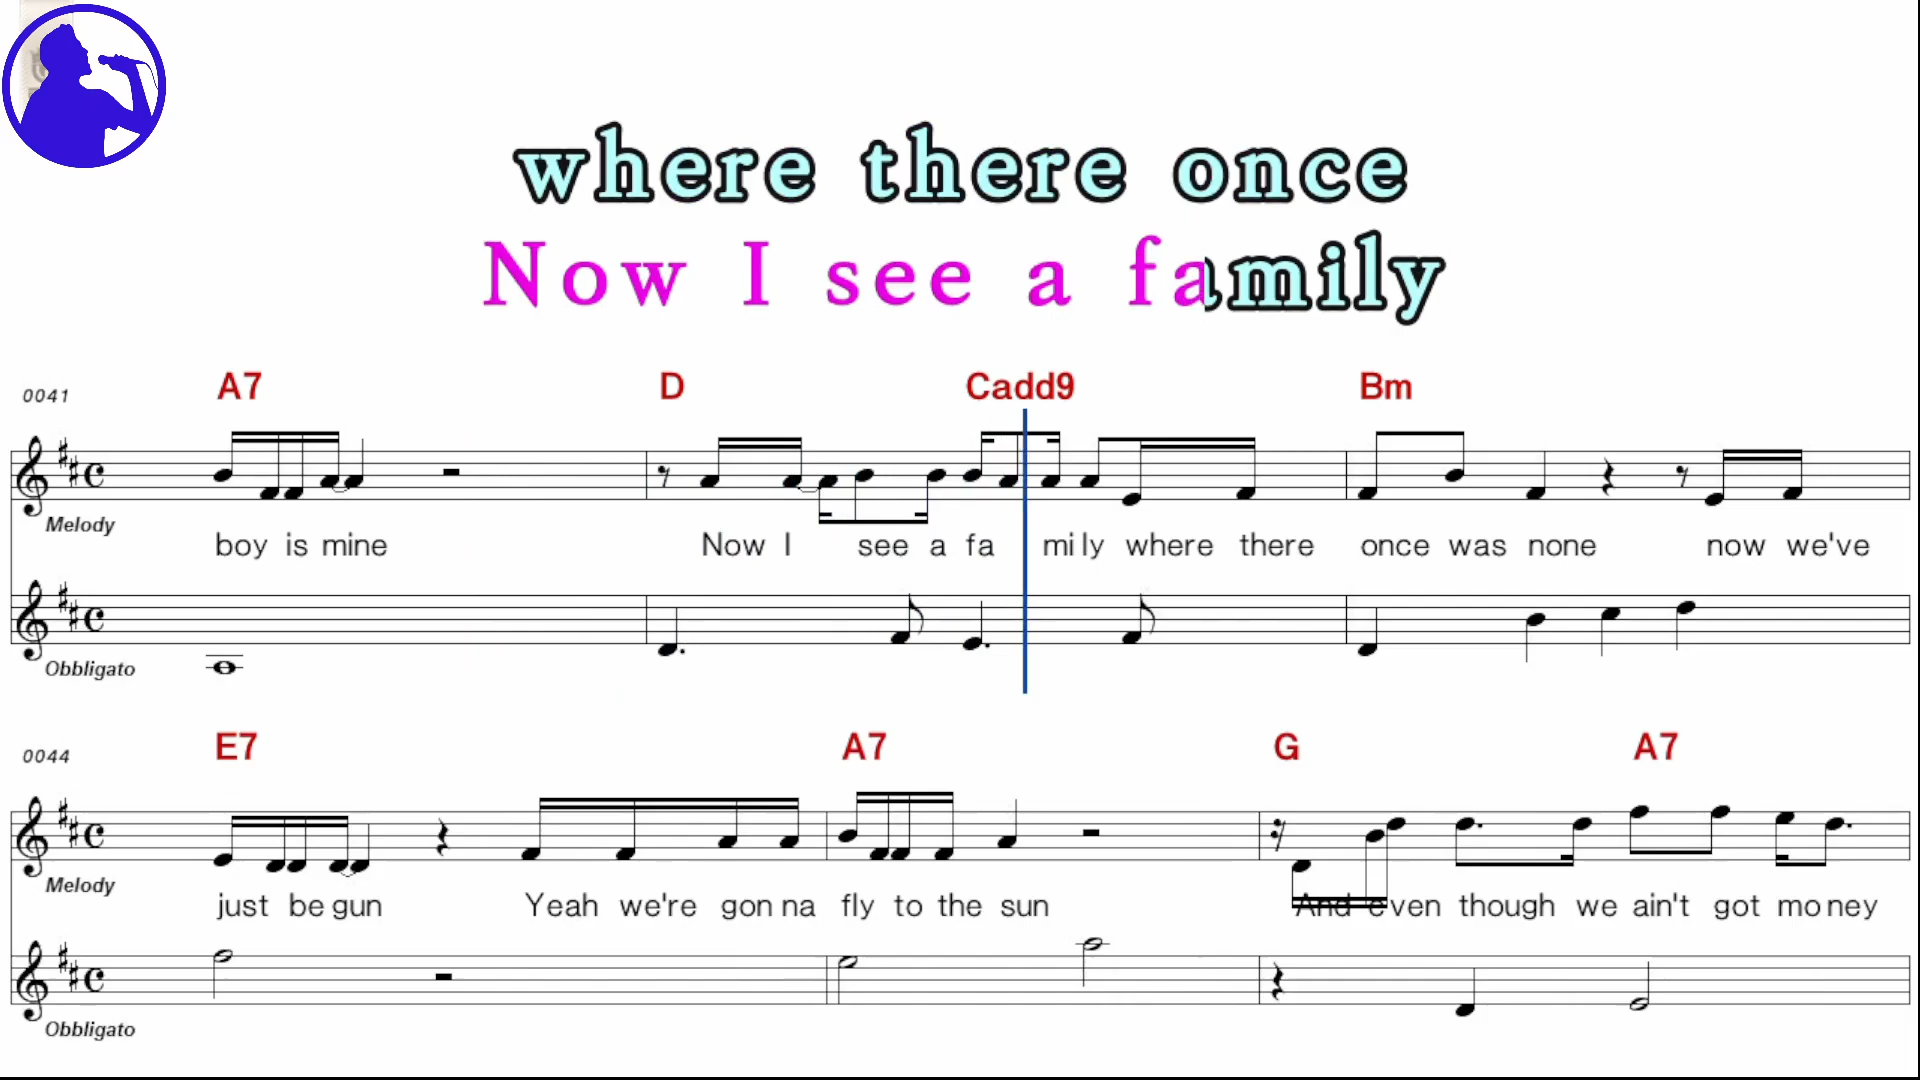 where there once
Now I see a family
0041 A7 D Cadd9 Bm
Melody
boy is mine Now I see a fa mi ly where there once was none now we've
Obbligato
0044 E7 A7 G A7
Melody
just be gun Yeah we're gon na fly to the sun And even though we ain't got mo ney
Obbligato